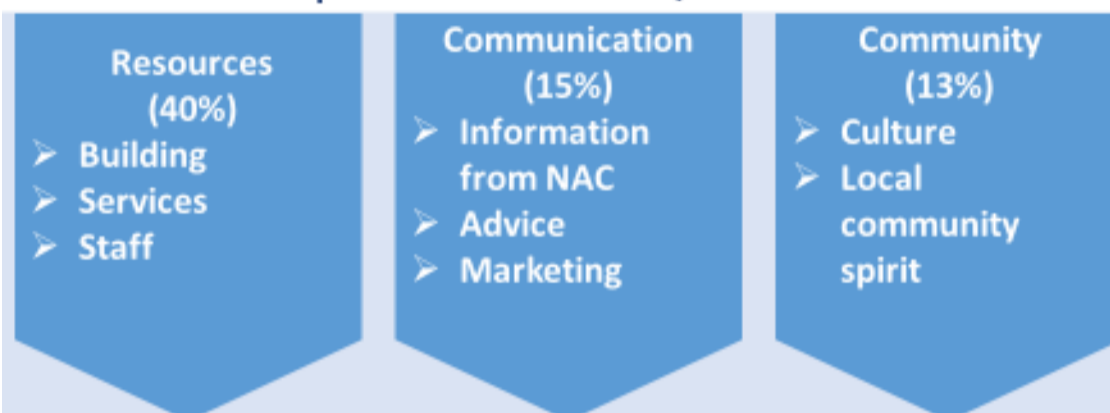 Resources
(40%)
➢ Building
➢ Services
➢ Staff
Communication
(15%)
➢ Information
from NAC
➢ Advice
➢ Marketing
Community
(13%)
➢ Culture
➢ Local
community
spirit